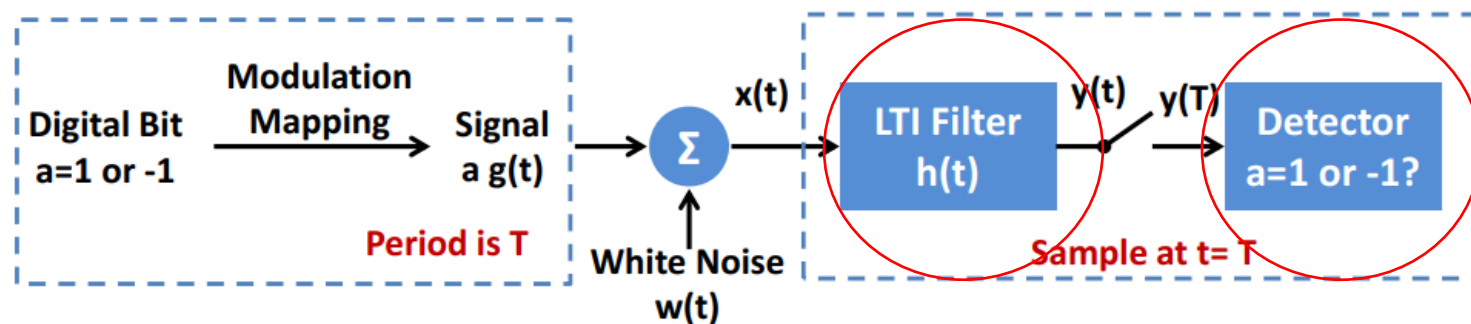 Digital Bit
a=1 or -1
Modulation
Mapping
Signal
a g(t)
Period is T
Σ
White Noise
w(t)
x(t)
LTI Filter
h(t)
y(t)
y(T)
Detector
a=1 or -1?
Sample at t= T